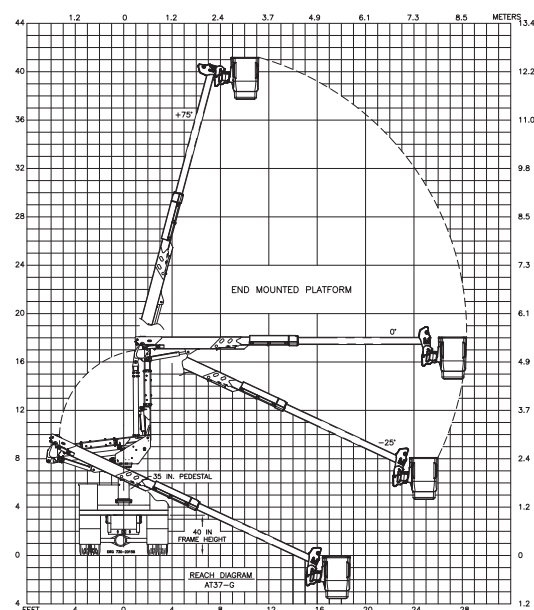 1.2 0 1.2 2.4 3.7 4.9 6.1 7.3 8.5 METERS
44 13.4
40 12.2
+75°
36 11.0
32 9.8
28 8.5
24 7.3
END MOUNTED PLATFORM
20 6.1
0°
16 4.9
12 3.7
-25°
8 2.4
35 IN. PEDESTAL
4 1.2
40 IN
FRAME HEIGHT
0 0
REACH DIAGRAM
AT37-G
4 1.2
FEET 4 0 4 8 12 16 20 24 28